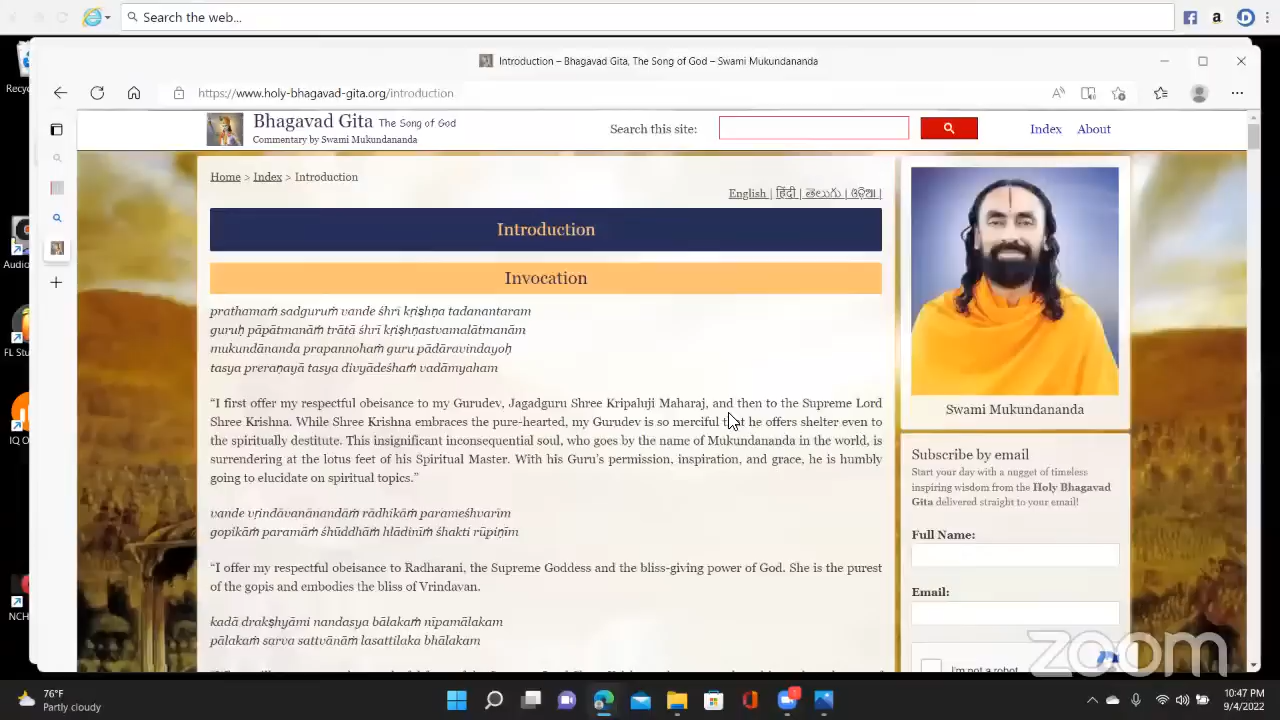 Search the web...
Introduction – Bhagavad Gita, The Song of God – Swami Mukundananda
https://www.holy-bhagavad-gita.org/introduction
Bhagavad Gita The Song of God
Commentary by Swami Mukundananda
Search this site:
Index About
Home > Index > Introduction
English | हिंदी | తెలుగు | ଓଡ଼ିଆ |
Introduction
Invocation
prathamaṁ sadguruṁ vande śhrī kṛiṣhṇa tadanantaram
guruḥ pāpātmanāṁ trātā śhrī kṛiṣhṇastvamalātmanām
mukundānanda prapannohaṁ guru pādāravindayoḥ
tasya preraṇayā tasya divyādeśhaṁ vadāmyaham
“I first offer my respectful obeisance to my Gurudev, Jagadguru Shree Kripaluji Maharaj, and then to the Supreme Lord
Shree Krishna. While Shree Krishna embraces the pure-hearted, my Gurudev is so merciful that he offers shelter even to
the spiritually destitute. This insignificant inconsequential soul, who goes by the name of Mukundananda in the world, is
surrendering at the lotus feet of his Spiritual Master. With his Guru’s permission, inspiration, and grace, he is humbly
going to elucidate on spiritual topics.”
vande vṛindāvanānandāṁ rādhikāṁ parameśhvarīm
gopikāṁ paramāṁ śhūddhāṁ hlādinīṁ śhakti rūpiṇīm
“I offer my respectful obeisance to Radharani, the Supreme Goddess and the bliss-giving power of God. She is the purest
of the gopis and embodies the bliss of Vrindavan.
kadā drakṣhyāmi nandasya bālakaṁ nīpamālakam
pālakaṁ sarva sattvānāṁ lasattilaka bhālakam
Swami Mukundananda
Subscribe by email
Start your day with a nugget of timeless
inspiring wisdom from the Holy Bhagavad
Gita delivered straight to your email!
Full Name:
Email:
I'm not a robot
zoom
Recyc
Audio
FL Stu
IQ O
NCH
76°F
Partly cloudy
10:47 PM
9/4/2022